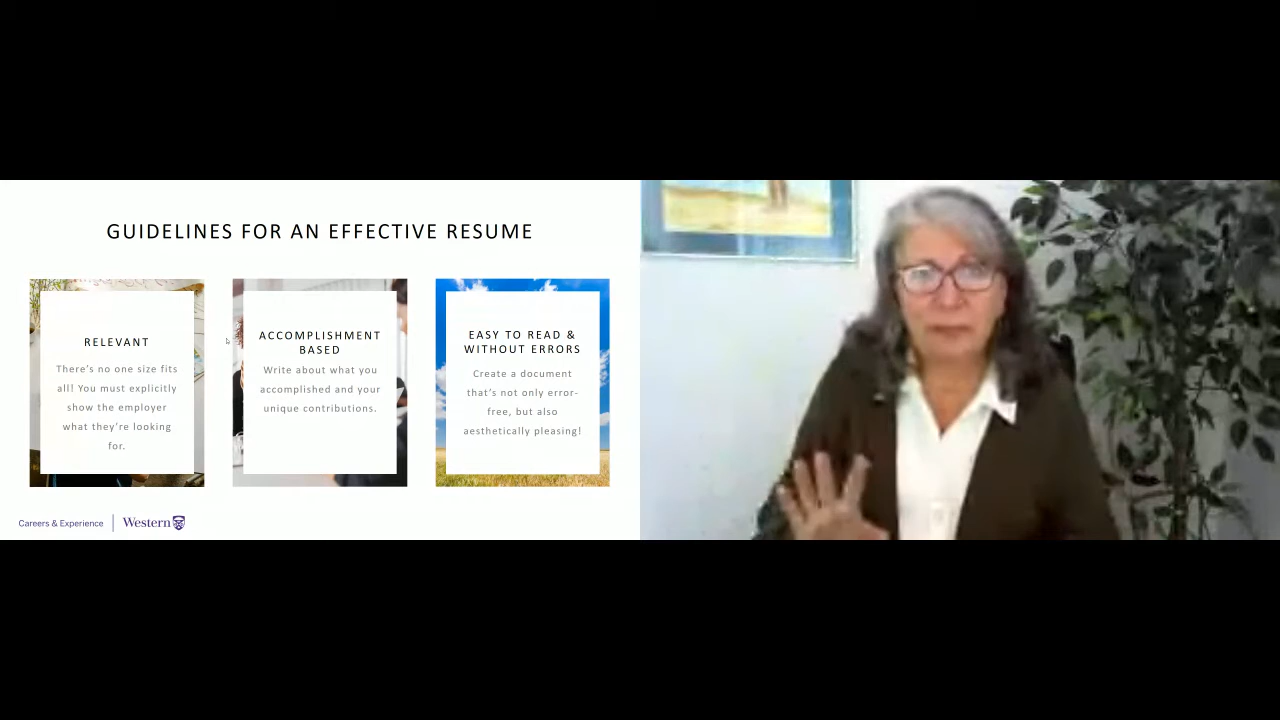 GUIDELINES FOR AN EFFECTIVE RESUME
RELEVANT
There's no one size fits
all! You must explicitly
show the employer
what they're looking
for.
ACCOMPLISHMENT
BASED
Write about what you
accomplished and your
unique contributions.
EASY TO READ &
WITHOUT ERRORS
Create a document
that's not only error-
free, but also
aesthetically pleasing!
Careers & Experience
Western